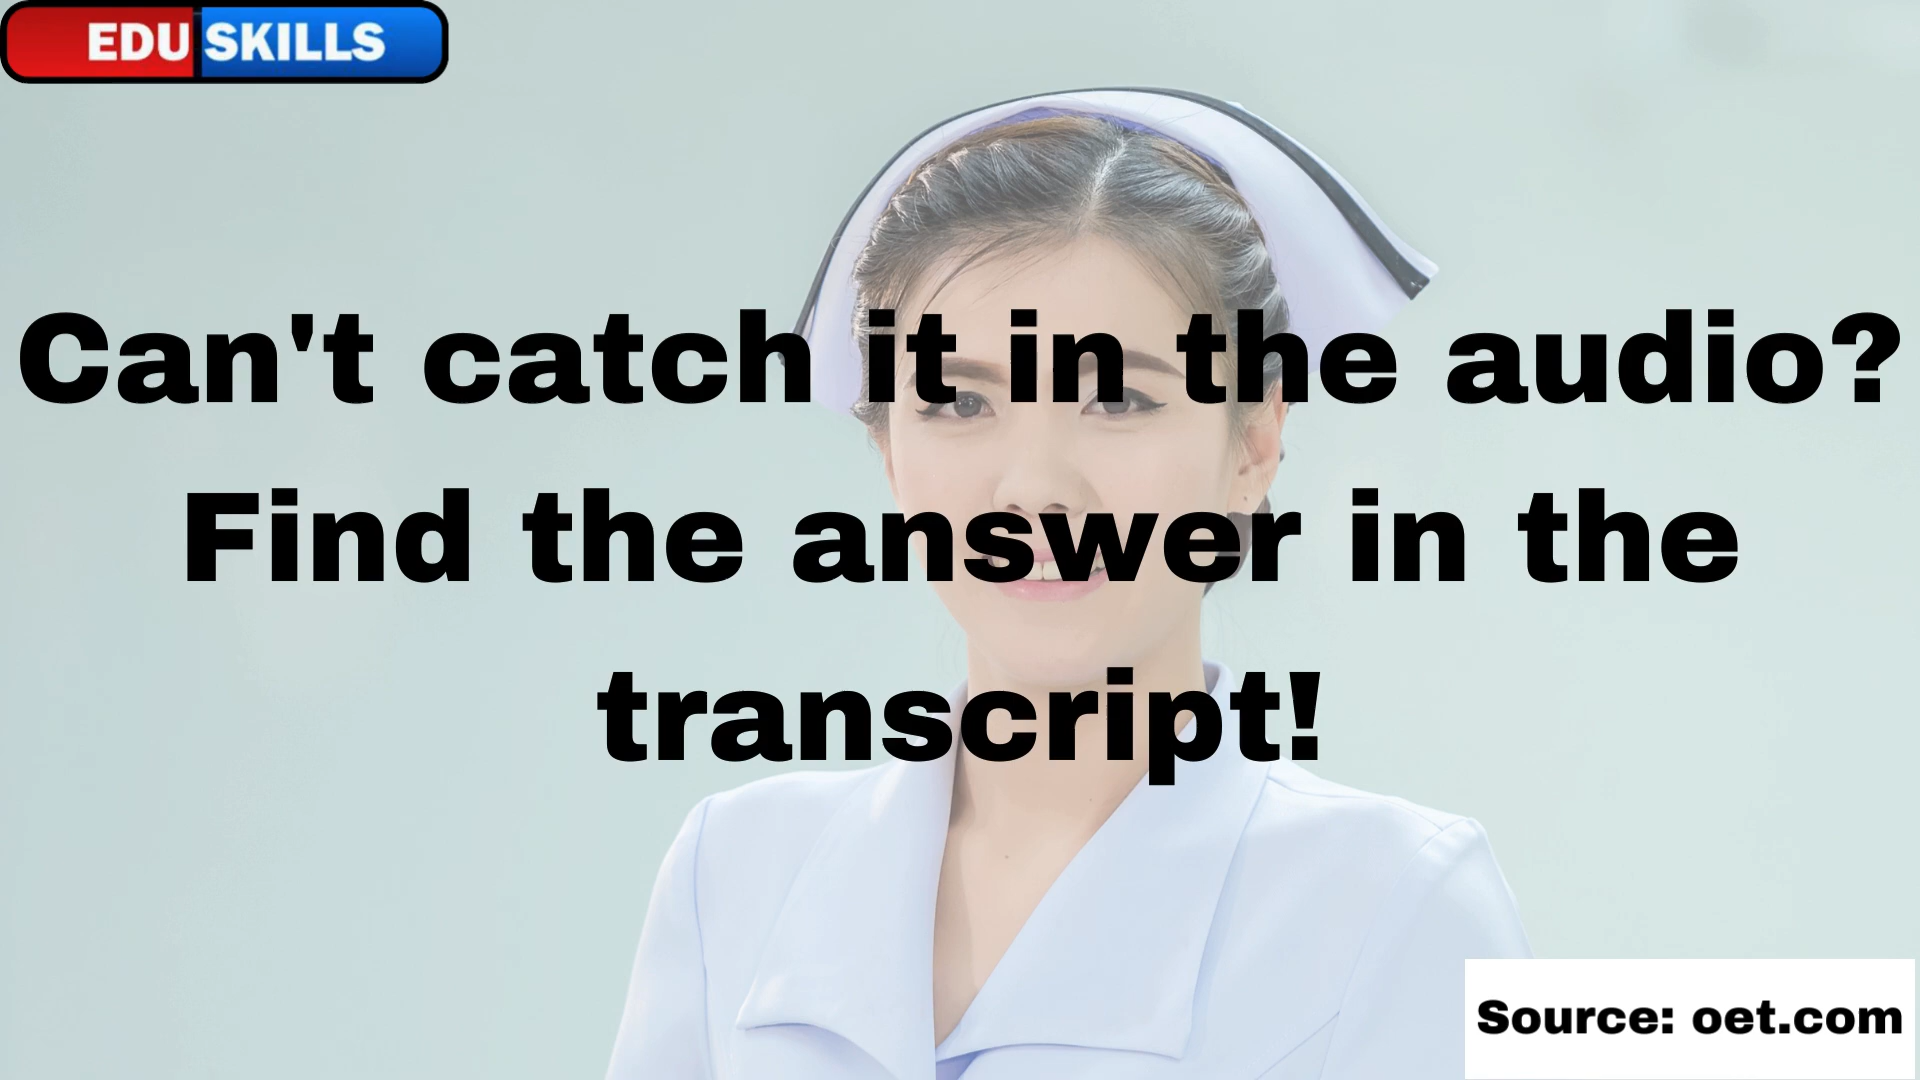 EDU SKILLS
Can't catch it in the audio?
Find the answer in the
transcript!
Source: oet.com